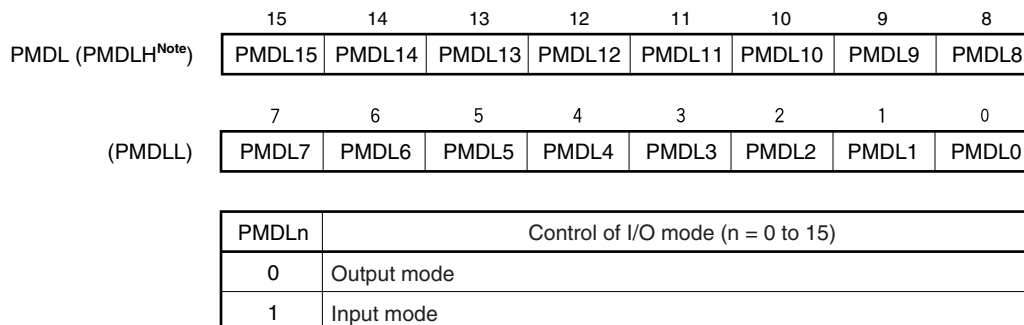 15 14 13 12 11 10 9 8
PMDL (PMDLH^Note) PMDL15 PMDL14 PMDL13 PMDL12 PMDL11 PMDL10 PMDL9 PMDL8
7 6 5 4 3 2 1 0
(PMDLL) PMDL7 PMDL6 PMDL5 PMDL4 PMDL3 PMDL2 PMDL1 PMDL0
PMDLn Control of I/O mode (n = 0 to 15)
0 Output mode
1 Input mode